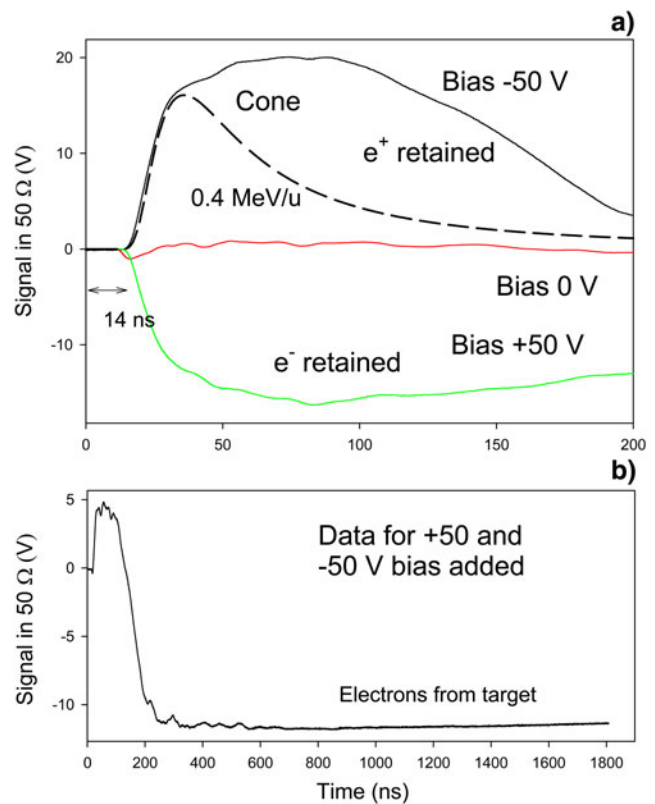 a)
20
10
0
-10
Signal in 50 Ω (V)
Cone
Bias -50 V
e+ retained
0.4 MeV/u
Bias 0 V
14 ns
Bias +50 V
e- retained
0
50
100
150
200
b)
5
0
-5
-10
Signal in 50 Ω (V)
Data for +50 and
-50 V bias added
Electrons from target
0
200
400
600
800
1000
1200
1400
1600
1800
Time (ns)